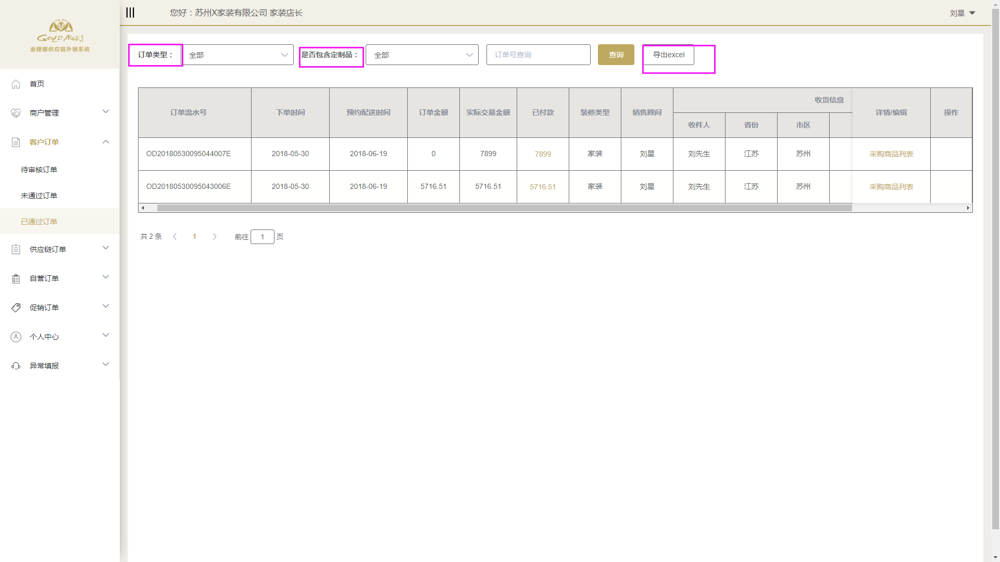 GOLD MATIS
金螳螂供应链外销系统
您好：苏州X家装有限公司 家装店长
刘星
首页
商户管理
客户订单
待审核订单
未通过订单
已通过订单
供应链订单
自营订单
促销订单
个人中心
异常填报
订单类型： 全部 是否包含定制品： 全部 订单号查询 查询 导出excel
订单流水号 下单时间 预约配送时间 订单金额 实际交易金额 已付款 装修类型 销售顾问 收货信息 详情/编辑 操作
收件人 省份 市区
OD20180530095044007E 2018-05-30 2018-06-19 0 7899 7899 家装 刘星 刘先生 江苏 苏州 采购商品列表
OD20180530095043006E 2018-05-30 2018-06-19 5716.51 5716.51 5716.51 家装 刘星 刘先生 江苏 苏州 采购商品列表
共 2 条 1 前往 1 页